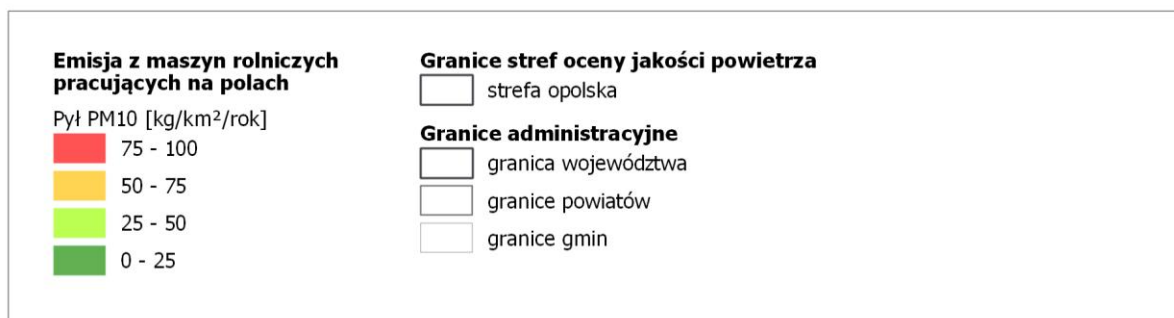 Emisja z maszyn rolniczych
pracujących na polach
Pył PM10 [kg/km²/rok]
75 - 100
50 - 75
25 - 50
0 - 25
Granice stref oceny jakości powietrza
strefa opolska
Granice administracyjne
granica województwa
granice powiatów
granice gmin